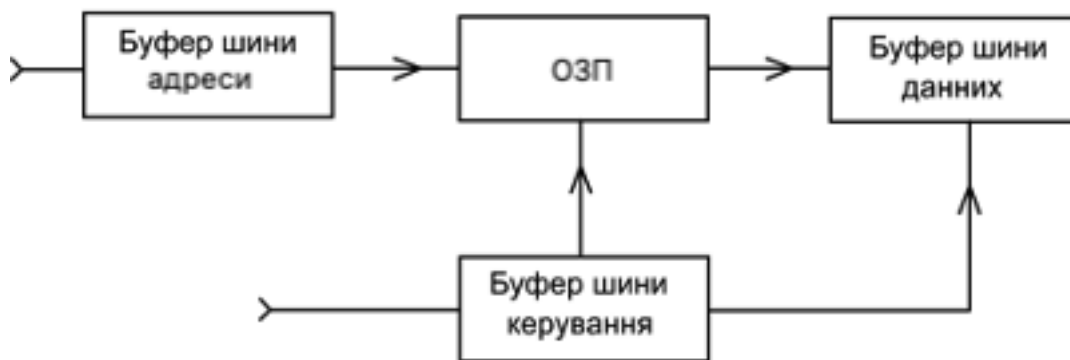 Буфер шини
адреси
ОЗП
Буфер шини
данних
Буфер шини
керування